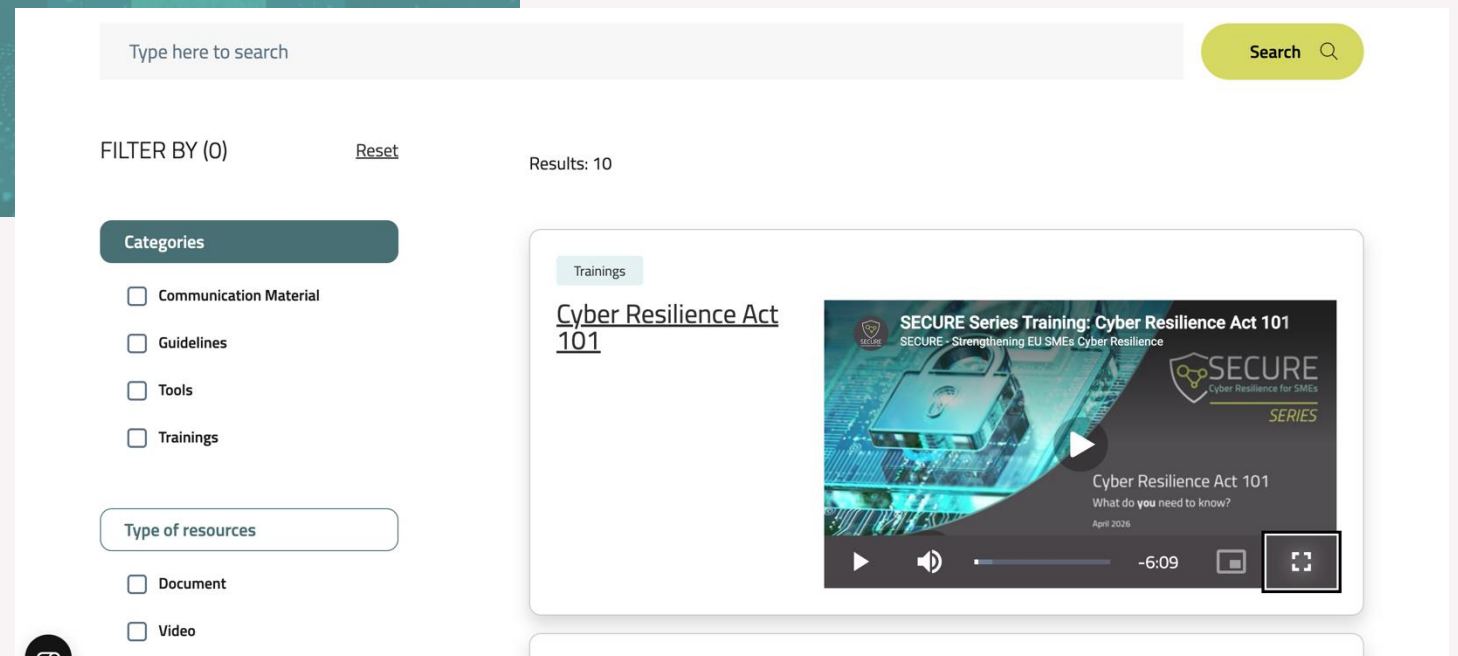 Type here to search
Search
FILTER BY (0)
Reset
Results: 10
Categories
Communication Material
Guidelines
Tools
Trainings
Type of resources
Document
Video
Trainings
Cyber Resilience Act
101
SECURE
SECURE Series Training: Cyber Resilience Act 101
SECURE - Strengthening EU SMEs Cyber Resilience
SECURE
Cyber Resilience for SMEs
SERIES
Cyber Resilience Act 101
What do you need to know?
April 2026
-6:09